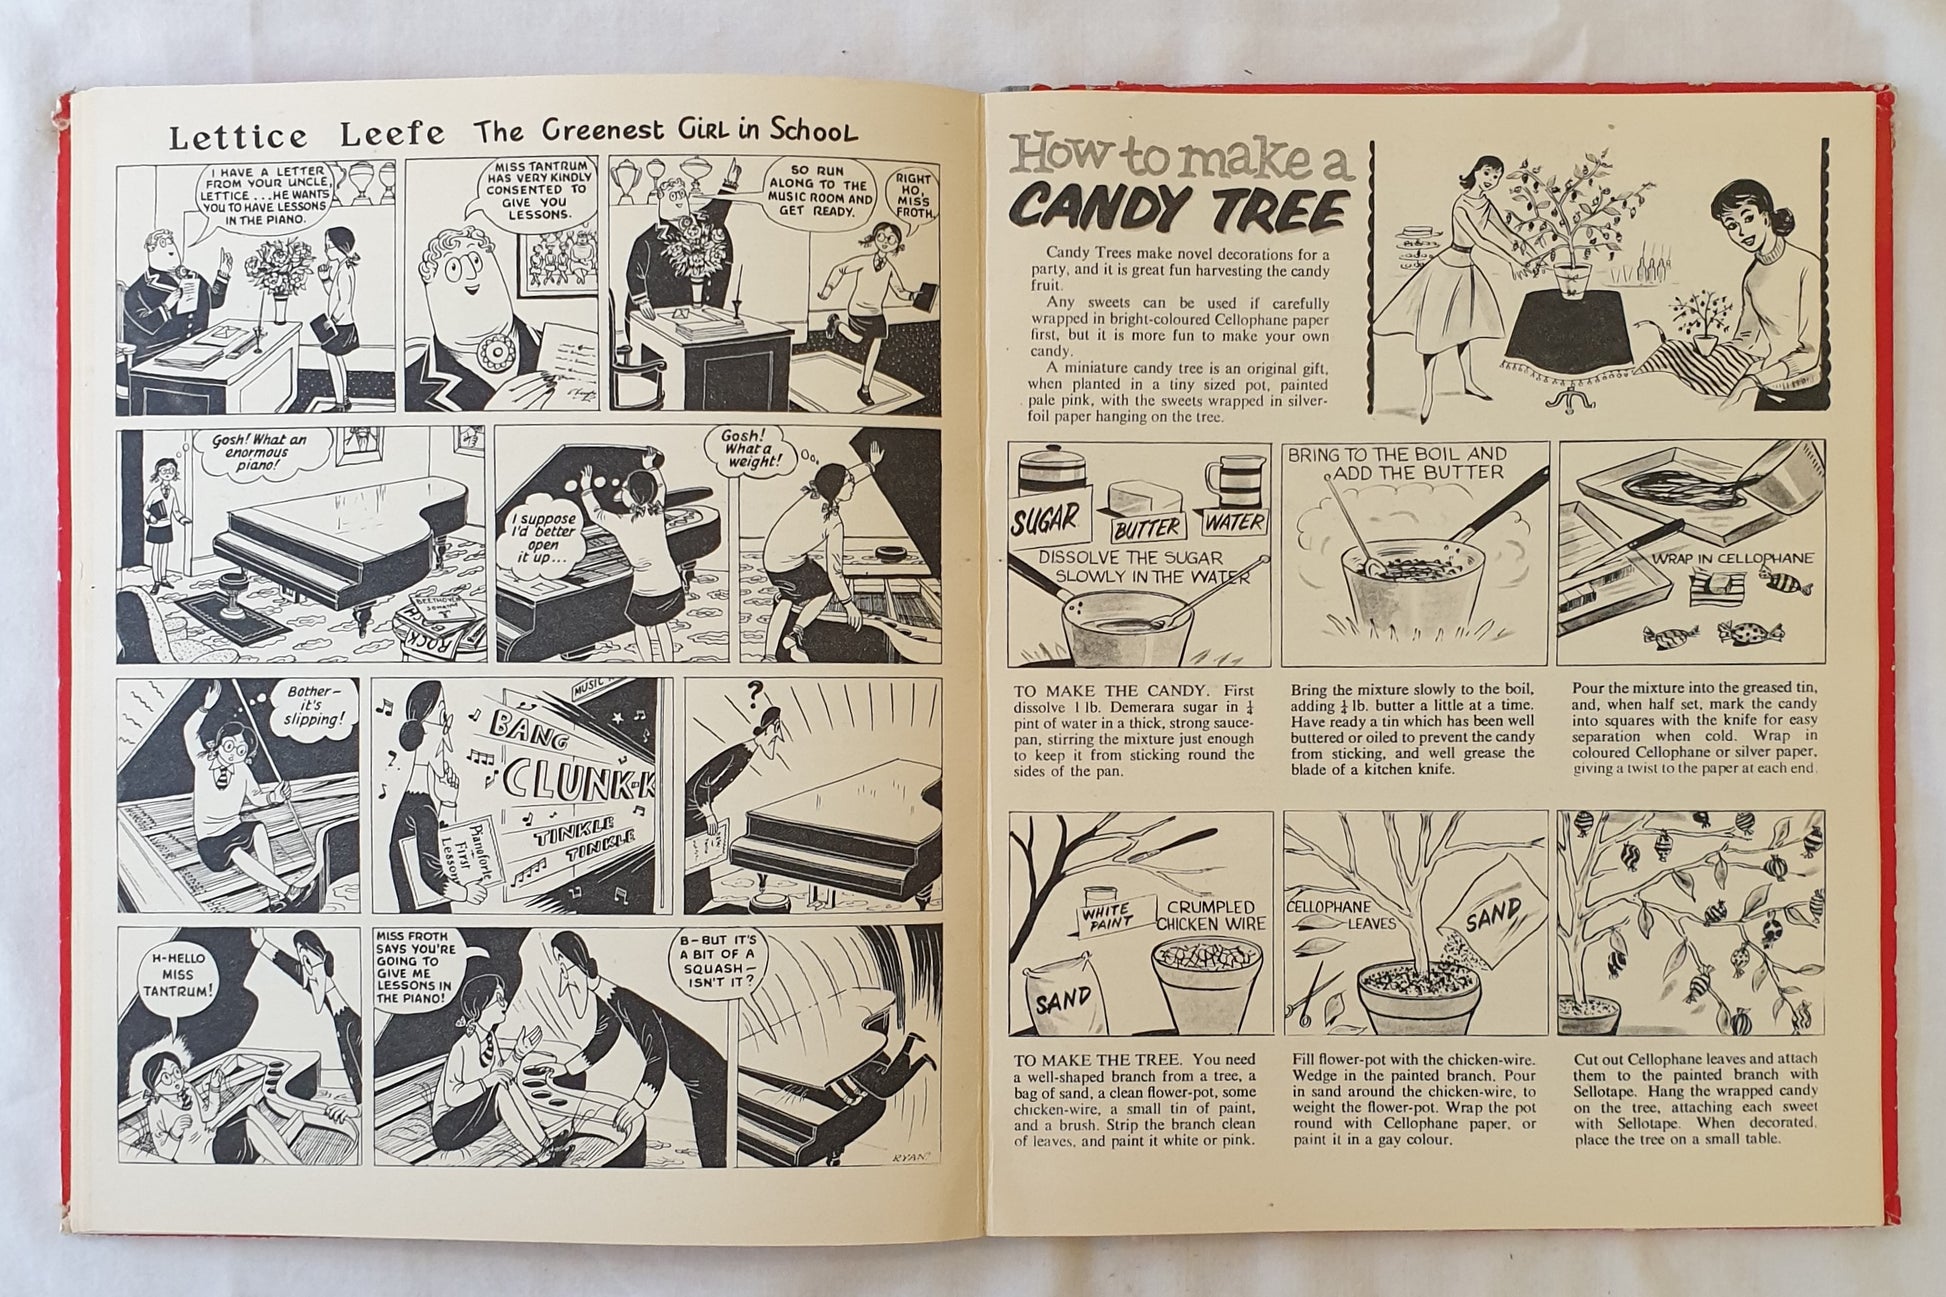 Lettice Leefe The Greenest Girl in School
I HAVE A LETTER
FROM YOUR UNCLE,
LETTICE...HE WANTS
YOU TO HAVE LESSONS
IN THE PIANO.
MISS TANTRUM
HAS VERY KINDLY
CONSENTED TO
GIVE YOU
LESSONS.
SO RUN
ALONG TO THE
MUSIC ROOM AND
GET READY.
RIGHT
HO,
MISS
FROTH.
Gosh! What an
enormous
piano!
BEETHOVEN
ROCK
I suppose
I'd better
open
it up...
Gosh!
What a
weight!
Bother—
it's
slipping!
MUSIC
BANG
CLUNK-K
TINKLE
TINKLE
Pianoforte
First
Lesson
?
H-HELLO
MISS
TANTRUM!
MISS FROTH
SAYS YOU'RE
GOING TO
GIVE ME
LESSONS IN
THE PIANO!
B-BUT IT'S
A BIT OF A
SQUASH—
ISN'T IT?
RYAN
How to make a
CANDY TREE
Candy Trees make novel decorations for a
party, and it is great fun harvesting the candy
fruit.
Any sweets can be used if carefully
wrapped in bright-coloured Cellophane paper
first, but it is more fun to make your own
candy.
A miniature candy tree is an original gift,
when planted in a tiny sized pot, painted
pale pink, with the sweets wrapped in silver-
foil paper hanging on the tree.
SUGAR
BUTTER
WATER
DISSOLVE THE SUGAR
SLOWLY IN THE WATER
BRING TO THE BOIL AND
ADD THE BUTTER
WRAP IN CELLOPHANE
TO MAKE THE CANDY. First
dissolve 1 lb. Demerara sugar in ¼
pint of water in a thick, strong sauce-
pan, stirring the mixture just enough
to keep it from sticking round the
sides of the pan.
Bring the mixture slowly to the boil,
adding ¼ lb. butter a little at a time.
Have ready a tin which has been well
buttered or oiled to prevent the candy
from sticking, and well grease the
blade of a kitchen knife.
Pour the mixture into the greased tin,
and, when half set, mark the candy
into squares with the knife for easy
separation when cold. Wrap in
coloured Cellophane or silver paper,
giving a twist to the paper at each end.
WHITE
PAINT
CRUMPLED
CHICKEN WIRE
SAND
CELLOPHANE
LEAVES
SAND
TO MAKE THE TREE. You need
a well-shaped branch from a tree, a
bag of sand, a clean flower-pot, some
chicken-wire, a small tin of paint,
and a brush. Strip the branch clean
of leaves, and paint it white or pink.
Fill flower-pot with the chicken-wire.
Wedge in the painted branch. Pour
in sand around the chicken-wire, to
weight the flower-pot. Wrap the pot
round with Cellophane paper, or
paint it in a gay colour.
Cut out Cellophane leaves and attach
them to the painted branch with
Sellotape. Hang the wrapped candy
on the tree, attaching each sweet
with Sellotape. When decorated,
place the tree on a small table.